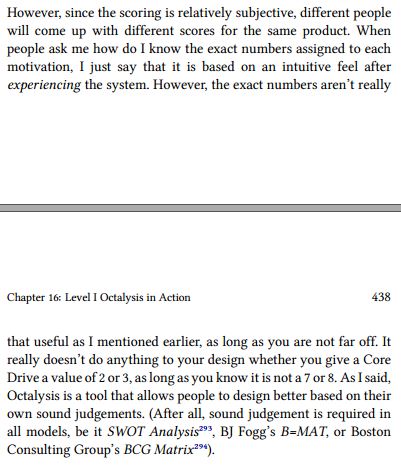 However, since the scoring is relatively subjective, different people
will come up with different scores for the same product. When
people ask me how do I know the exact numbers assigned to each
motivation, I just say that it is based on an intuitive feel after
experiencing the system. However, the exact numbers aren’t really
Chapter 16: Level I Octalysis in Action 438
that useful as I mentioned earlier, as long as you are not far off. It
really doesn’t do anything to your design whether you give a Core
Drive a value of 2 or 3, as long as you know it is not a 7 or 8. As I said,
Octalysis is a tool that allows people to design better based on their
own sound judgements. (After all, sound judgement is required in
all models, be it SWOT Analysis²⁹³, BJ Fogg’s B=MAT, or Boston
Consulting Group’s BCG Matrix²⁹⁴).